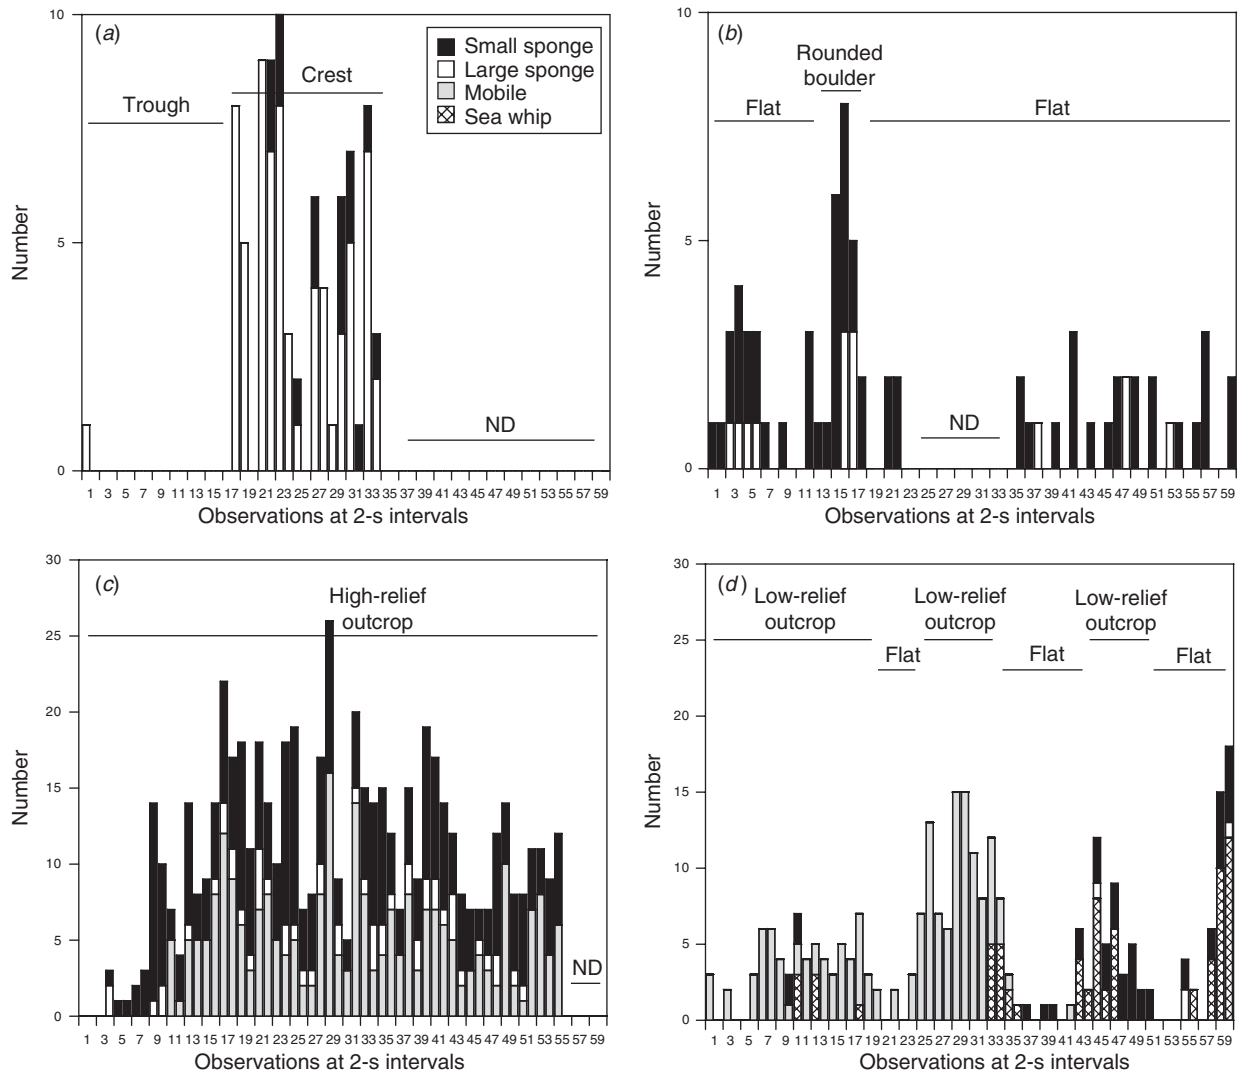 (a)
10
5
0
Number
Trough
Crest
Small sponge
Large sponge
Mobile
Sea whip
ND
1 3 5 7 9 11 13 15 17 19 21 23 25 27 29 31 33 35 37 39 41 43 45 47 49 51 53 55 57 59
Observations at 2-s intervals
(b)
10
5
0
Number
Flat
Rounded
boulder
Flat
ND
1 3 5 7 9 11 13 15 17 19 21 23 25 27 29 31 33 35 37 39 41 43 45 47 49 51 53 55 57 59
Observations at 2-s intervals
(c)
30
25
20
15
10
5
0
Number
High-relief
outcrop
ND
1 3 5 7 9 11 13 15 17 19 21 23 25 27 29 31 33 35 37 39 41 43 45 47 49 51 53 55 57 59
Observations at 2-s intervals
(d)
30
25
20
15
10
5
0
Number
Low-relief
outcrop
Flat
Low-relief
outcrop
Flat
Low-relief
outcrop
Flat
1 3 5 7 9 11 13 15 17 19 21 23 25 27 29 31 33 35 37 39 41 43 45 47 49 51 53 55 57 59
Observations at 2-s intervals